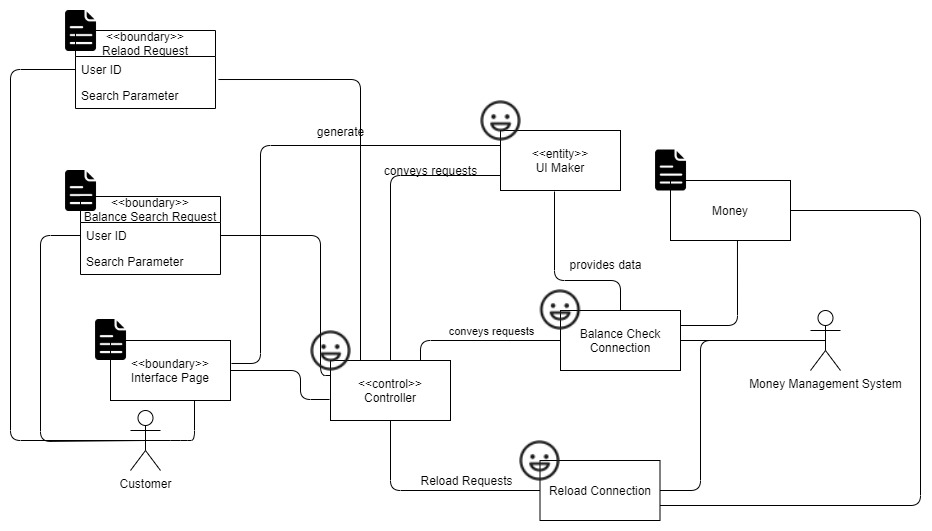 <<boundary>>
Relaod Request
User ID
Search Parameter
generate
<<entity>>
UI Maker
conveys requests
<<boundary>>
Balance Search Request
User ID
Search Parameter
Money
provides data
<<boundary>>
Interface Page
<<control>>
Controller
conveys requests
Balance Check
Connection
Money Management System
Customer
Reload Requests
Reload Connection